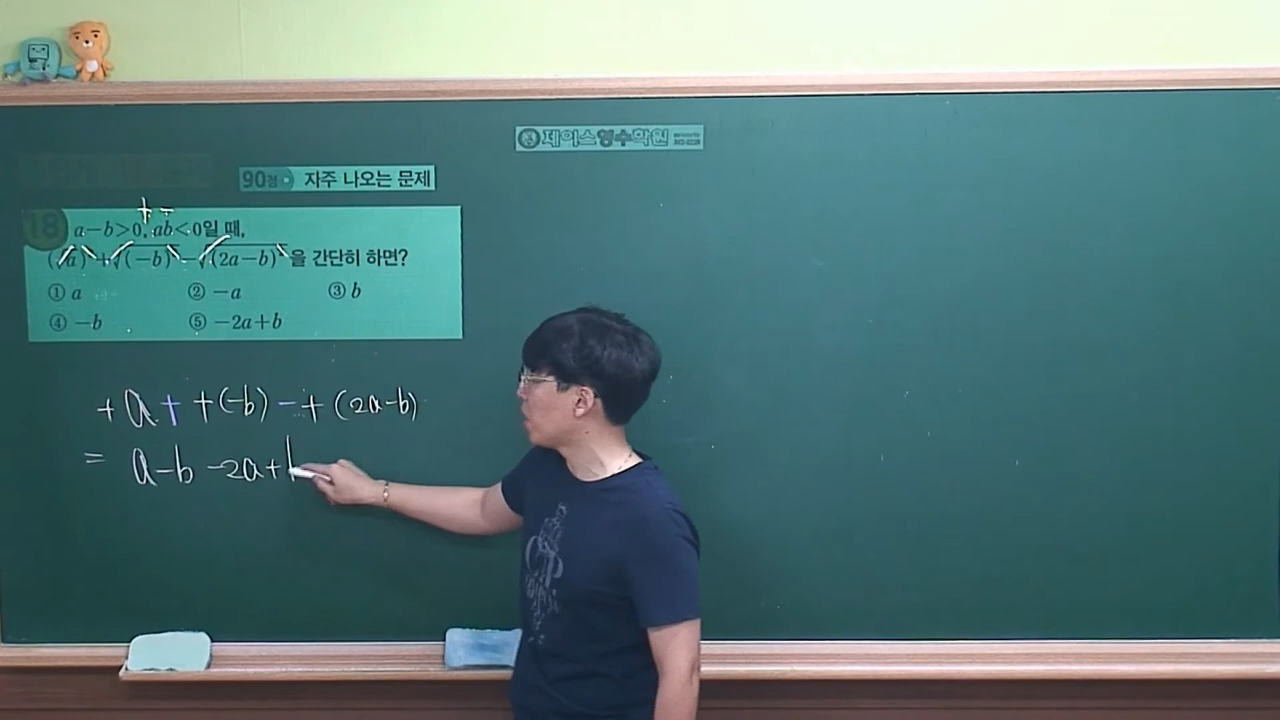 제이스영수학원
90점 자주 나오는 문제
18 a-b>0, ab<0일 때,
(√a)²+√(-b)²-√(2a-b)²을 간단히 하면?
① a ② -a ③ b
④ -b ⑤ -2a+b
+ a + +(-b) - + (2a-b)
= a-b -2a+b